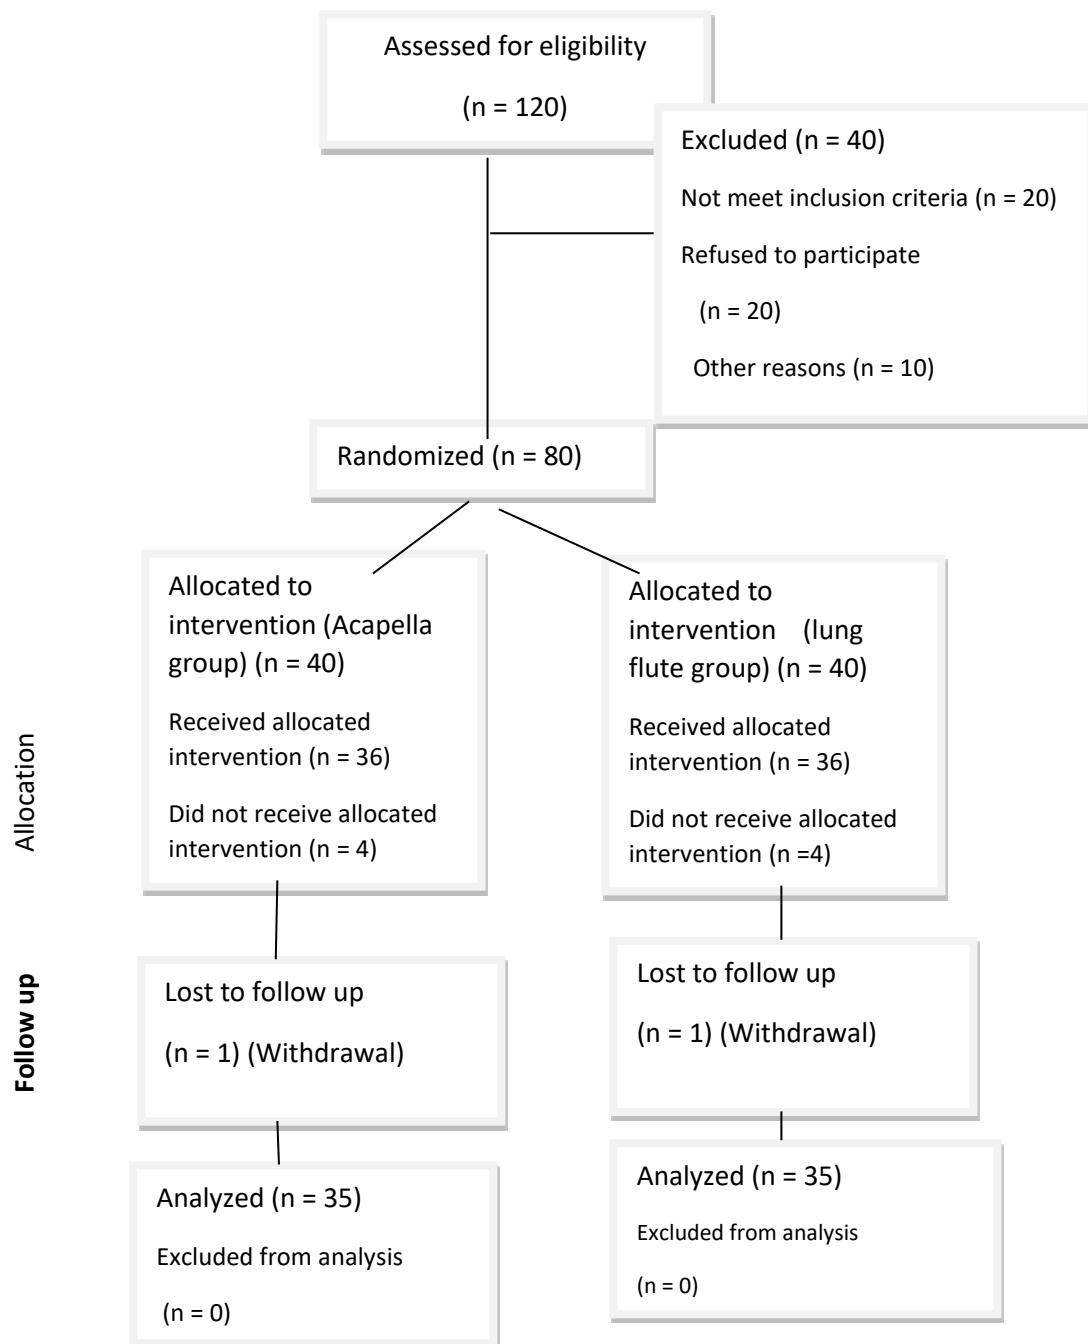 Assessed for eligibility
(n = 120)
Excluded (n = 40)
Not meet inclusion criteria (n = 20)
Refused to participate
(n = 20)
Other reasons (n = 10)
Randomized (n = 80)
Allocation
Allocated to
intervention (Acapella
group) (n = 40)
Received allocated
intervention (n = 36)
Did not receive allocated
intervention (n = 4)
Allocated to
intervention (lung
flute group) (n = 40)
Received allocated
intervention (n = 36)
Did not receive allocated
intervention (n =4)
Follow up
Lost to follow up
(n = 1) (Withdrawal)
Lost to follow up
(n = 1) (Withdrawal)
Analyzed (n = 35)
Excluded from analysis
(n = 0)
Analyzed (n = 35)
Excluded from analysis
(n = 0)